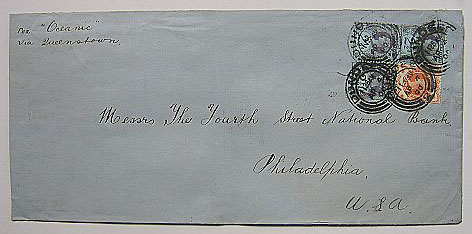 Per "Oceanic"
via Queenstown.
Messrs The Fourth Street National Bank
Philadelphia.
U.S.A.